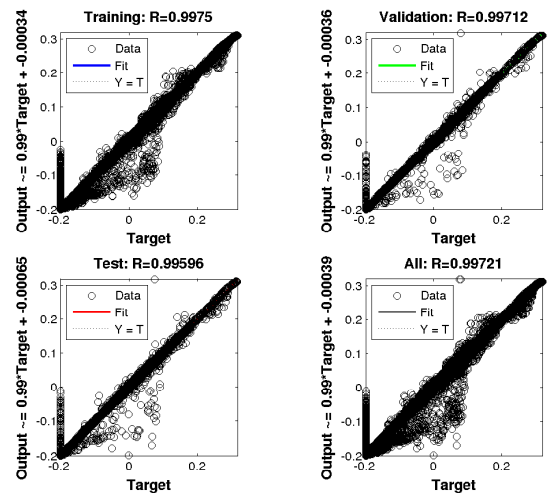 Training: R=0.9975
Output ~= 0.99*Target + -0.00034
Data
Fit
Y = T
0.3
0.2
0.1
0
-0.1
-0.2
-0.2
0
0.2
Target
Validation: R=0.99712
Output ~= 0.99*Target + -0.00036
Data
Fit
Y = T
0.3
0.2
0.1
0
-0.1
-0.2
-0.2
0
0.2
Target
Test: R=0.99596
Output ~= 0.99*Target + -0.00065
Data
Fit
Y = T
0.3
0.2
0.1
0
-0.1
-0.2
-0.2
0
0.2
Target
All: R=0.99721
Output ~= 0.99*Target + -0.00039
Data
Fit
Y = T
0.3
0.2
0.1
0
-0.1
-0.2
-0.2
0
0.2
Target